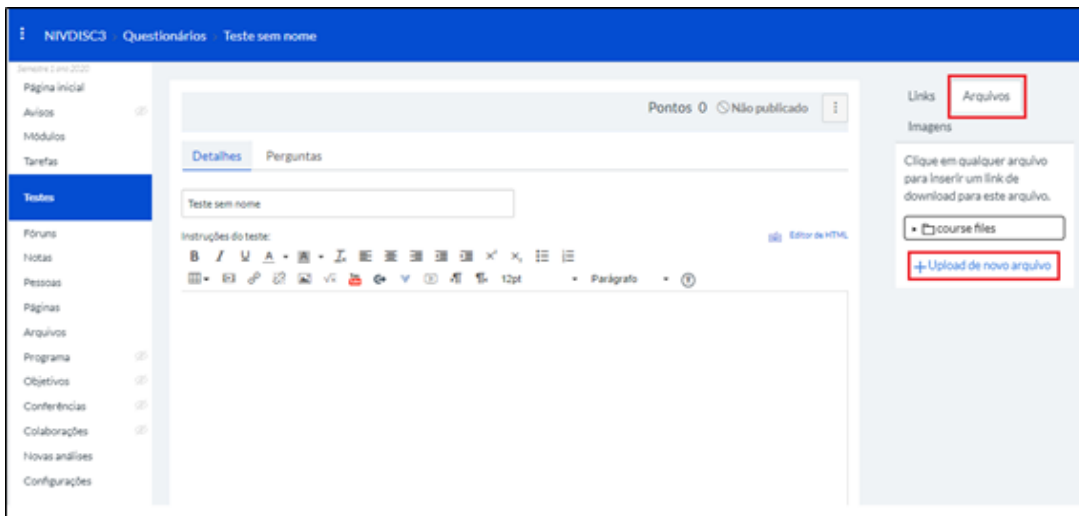 NIVDISC3 › Questionários › Teste sem nome
Semestre 1 ano 2020
Página inicial
Avisos
Módulos
Tarefas
Testes
Fóruns
Notas
Pessoas
Páginas
Arquivos
Programa
Objetivos
Conferências
Colaborações
Novas análises
Configurações
Pontos 0 Não publicado
Detalhes Perguntas
Teste sem nome
Instruções do teste:
Editor de HTML
12pt Parágrafo
Links Arquivos
Imagens
Clique em qualquer arquivo
para inserir um link de
download para este arquivo.
course files
+ Upload de novo arquivo